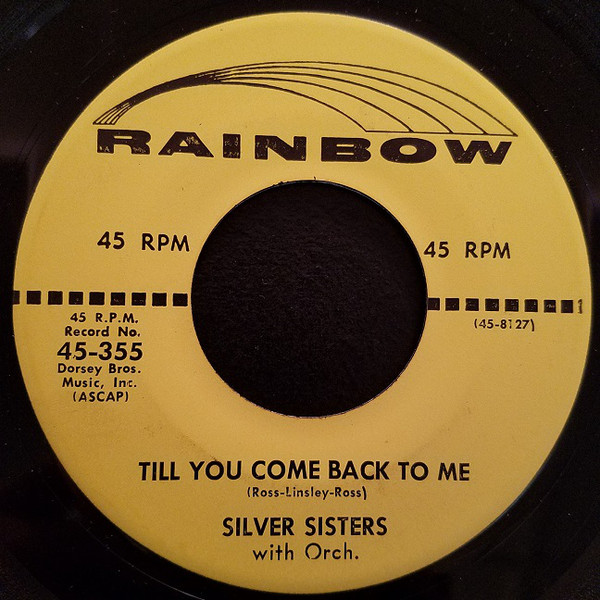 RAINBOW
45 RPM
45 RPM
45 R.P.M.
Record No.
45-355
Dorsey Bros.
Music, Inc.
(ASCAP)
(45-8127)
1
TILL YOU COME BACK TO ME
(Ross-Linsley-Ross)
SILVER SISTERS
with Orch.